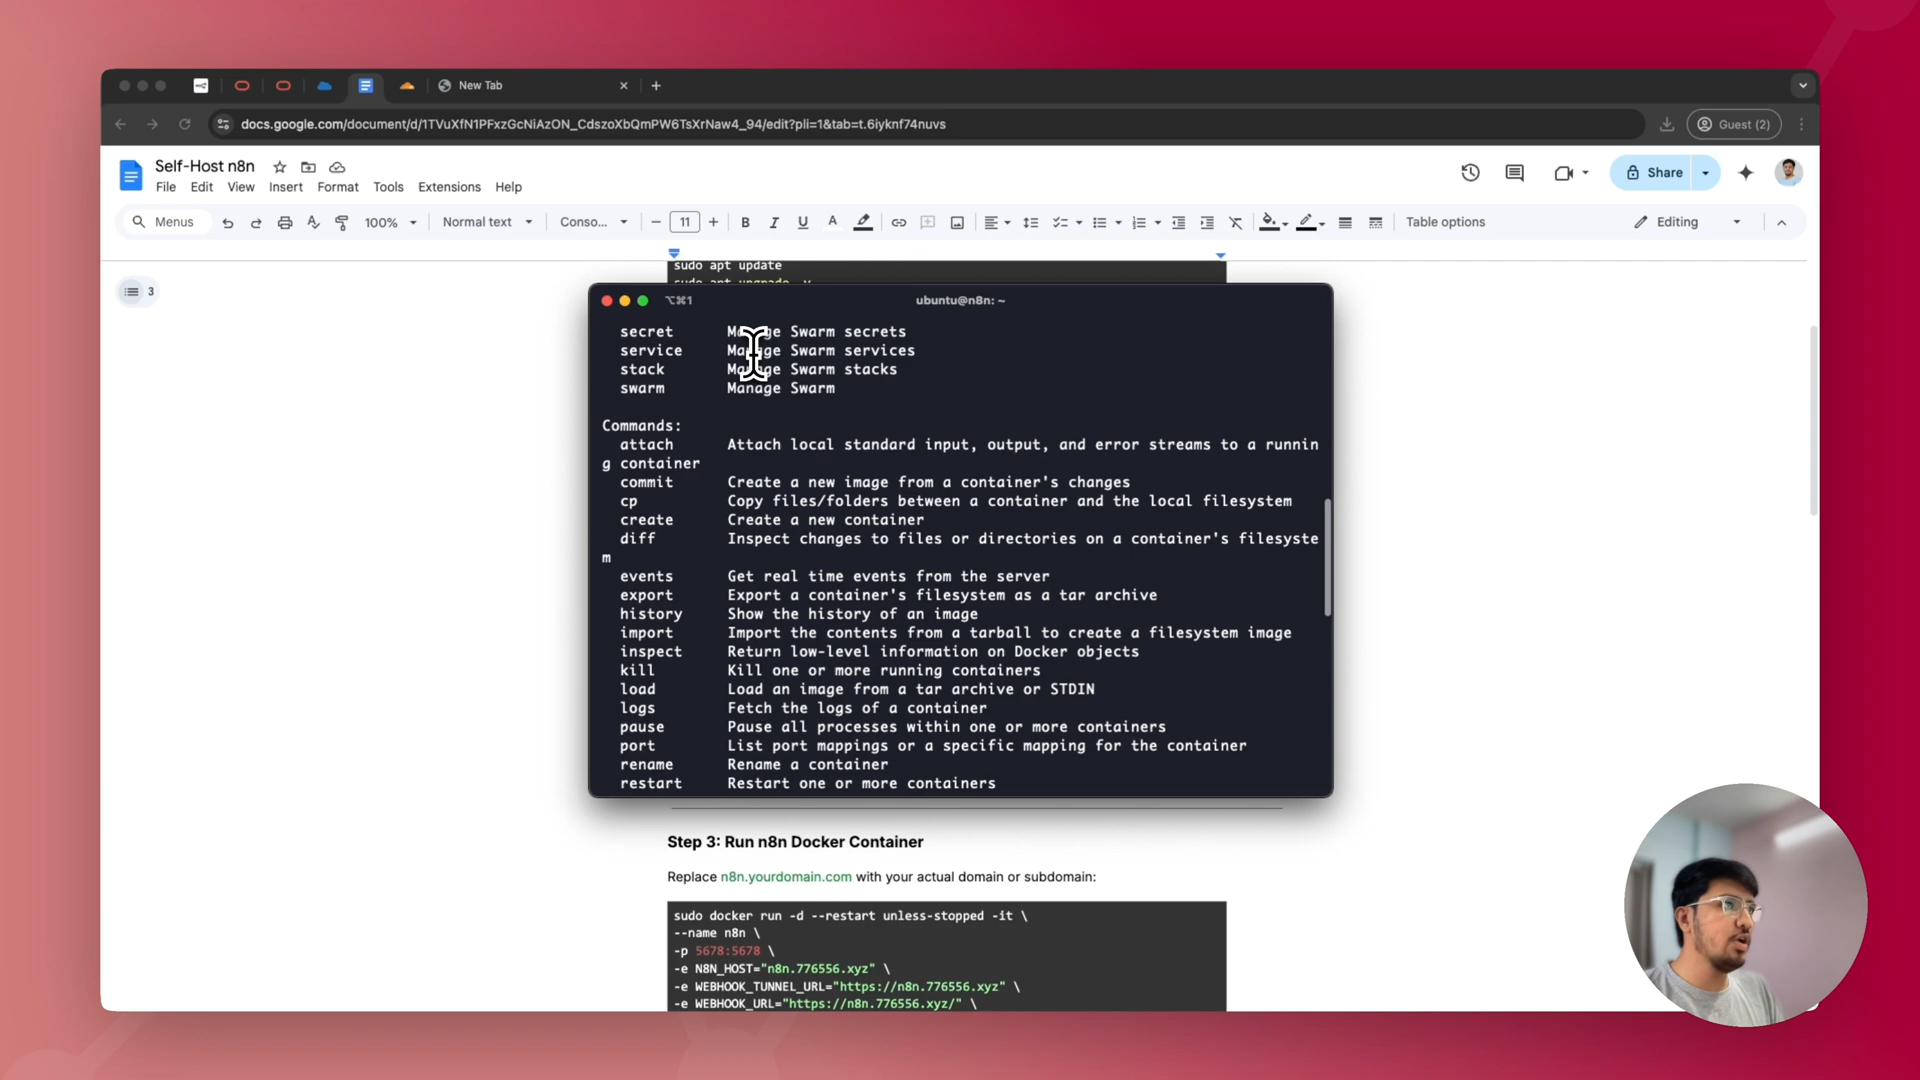 New Tab
docs.google.com/document/d/1TVuXfN1PFxzGcNiAzON_CdszoXbQmPW6TsXrNaw4_94/edit?pli=1&tab=t.6iyknf74nuvs
Guest (2)
Self-Host n8n
File Edit View Insert Format Tools Extensions Help
Share
Menus 100% Normal text Conso... 11 Table options Editing
3
sudo apt update
⌥⌘1 ubuntu@n8n: ~
secret Manage Swarm secrets
service Manage Swarm services
stack Manage Swarm stacks
swarm Manage Swarm
Commands:
attach Attach local standard input, output, and error streams to a runnin
g container
commit Create a new image from a container's changes
cp Copy files/folders between a container and the local filesystem
create Create a new container
diff Inspect changes to files or directories on a container's filesyste
m
events Get real time events from the server
export Export a container's filesystem as a tar archive
history Show the history of an image
import Import the contents from a tarball to create a filesystem image
inspect Return low-level information on Docker objects
kill Kill one or more running containers
load Load an image from a tar archive or STDIN
logs Fetch the logs of a container
pause Pause all processes within one or more containers
port List port mappings or a specific mapping for the container
rename Rename a container
restart Restart one or more containers
Step 3: Run n8n Docker Container
Replace n8n.yourdomain.com with your actual domain or subdomain:
sudo docker run -d --restart unless-stopped -it \
--name n8n \
-p 5678:5678 \
-e N8N_HOST="n8n.776556.xyz" \
-e WEBHOOK_TUNNEL_URL="https://n8n.776556.xyz" \
-e WEBHOOK_URL="https://n8n.776556.xyz/" \